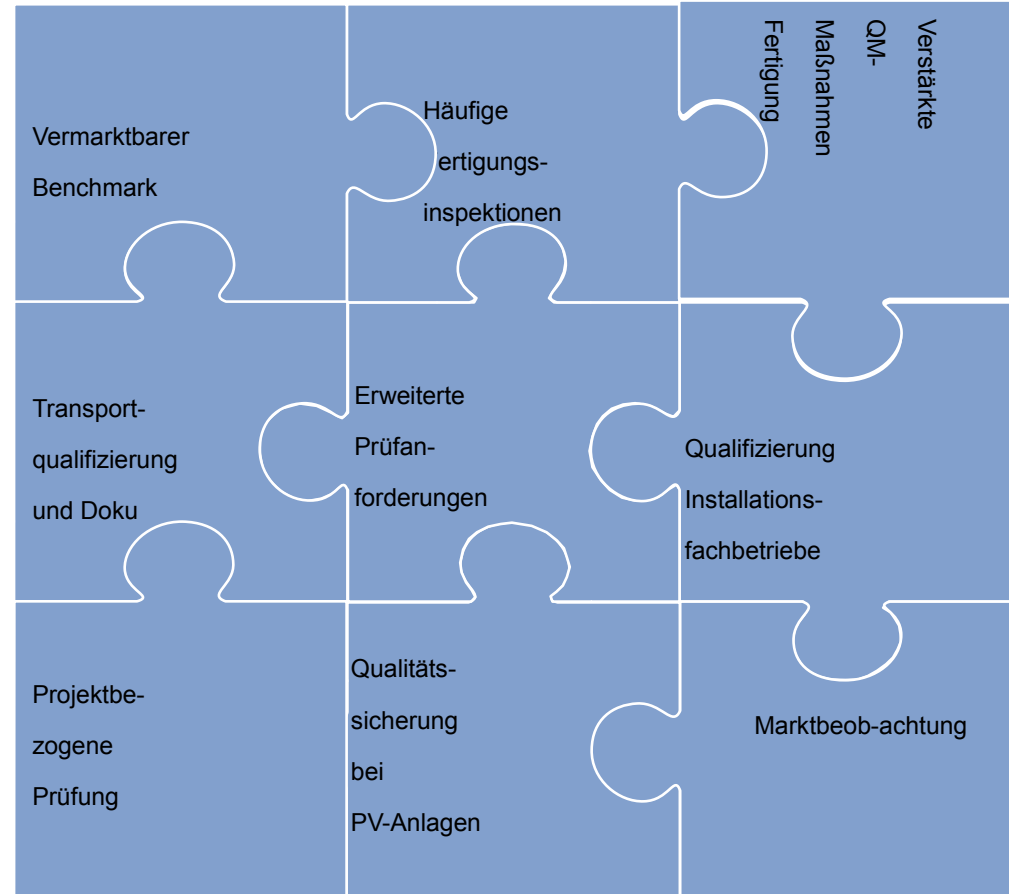 Vermarktbarer
Benchmark
Häufige
ertigungs-
inspektionen
Verstärkte
QM-
Maßnahmen
Fertigung
Transport-
qualifizierung
und Doku
Erweiterte
Prüfan-
forderungen
Qualifizierung
Installations-
fachbetriebe
Projektbe-
zogene
Prüfung
Qualitäts-
sicherung
bei
PV-Anlagen
Marktbeob-achtung